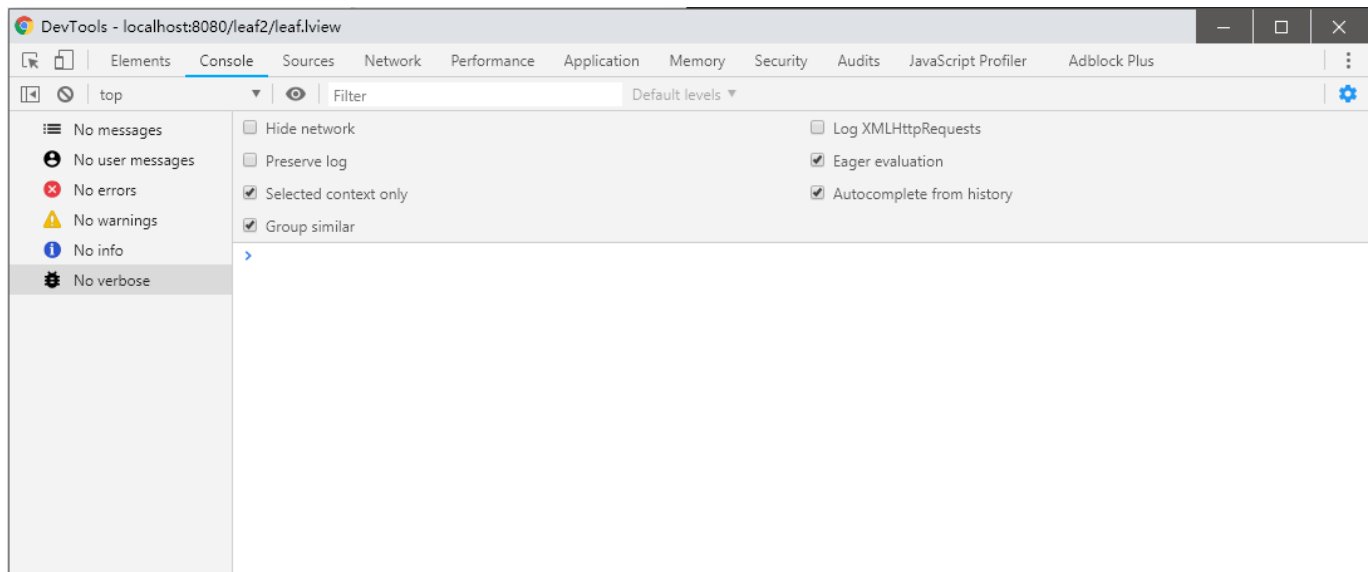 DevTools - localhost:8080/leaf2/leaf.lview
Elements Console Sources Network Performance Application Memory Security Audits JavaScript Profiler Adblock Plus
top Filter Default levels
No messages
No user messages
No errors
No warnings
No info
No verbose
Hide network
Preserve log
Selected context only
Group similar
Log XMLHttpRequests
Eager evaluation
Autocomplete from history